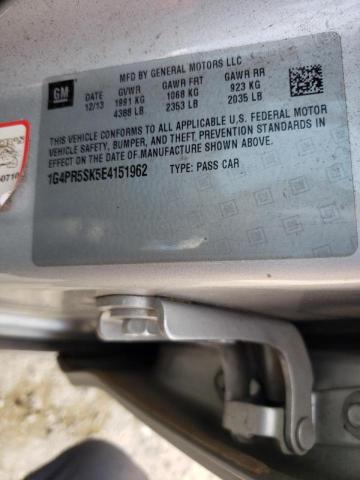 GM
MFD BY GENERAL MOTORS LLC
12/13
GVWR
1991 KG
4388 LB
GAWR FRT
1068 KG
2353 LB
GAWR RR
923 KG
2035 LB
THIS VEHICLE CONFORMS TO ALL APPLICABLE U.S. FEDERAL MOTOR
VEHICLE SAFETY, BUMPER, AND THEFT PREVENTION STANDARDS
IN EFFECT ON THE DATE OF MANUFACTURE SHOWN ABOVE.
1G4PR5SK5E4151962
TYPE: PASS CAR